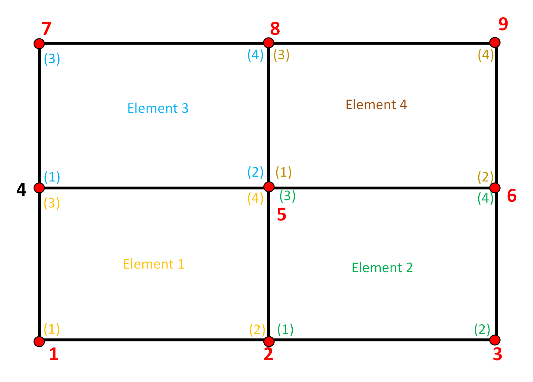 7 8 9
(3) (4) (3) (4)
Element 3 Element 4
(1) (2) (1) (2)
4 (3) (4) (3) (4) 6
5
Element 1 Element 2
(1) (2) (1) (2)
1 2 3